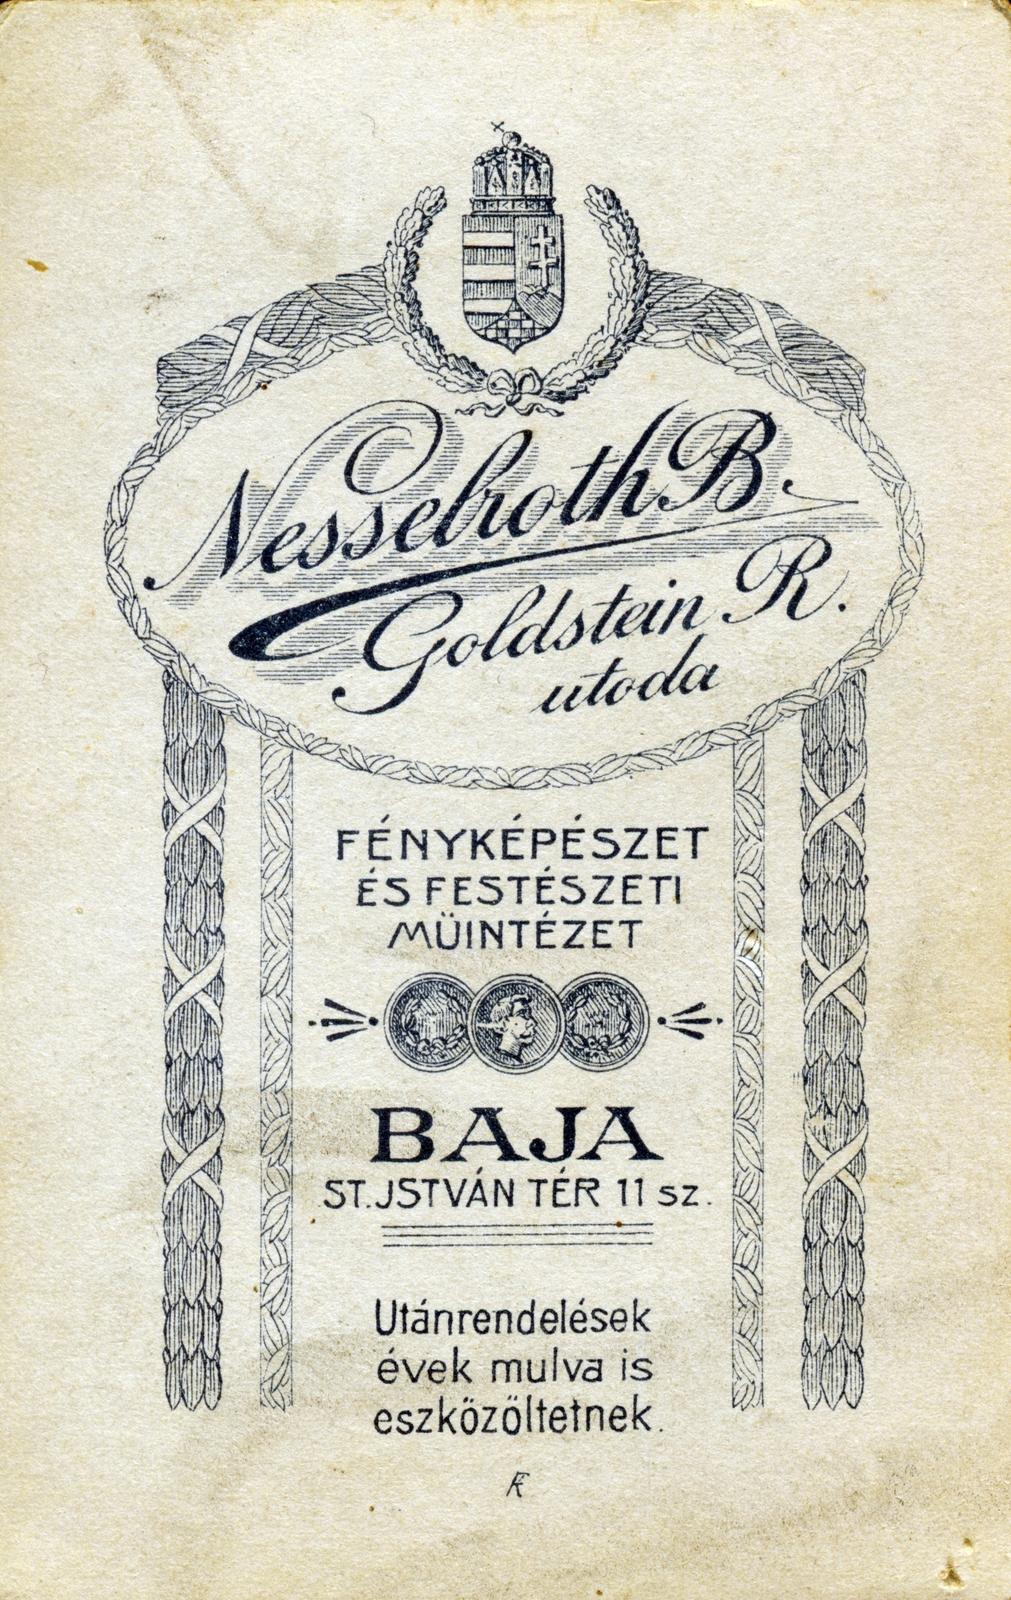 Nesselroth B.
Goldstein R.
utoda
FÉNYKÉPÉSZET
ÉS FESTÉSZETI
MÜINTÉZET
BAJA
ST. JSTVÁN TÉR 11 sz.
Utánrendelések
évek mulva is
eszközöltetnek.